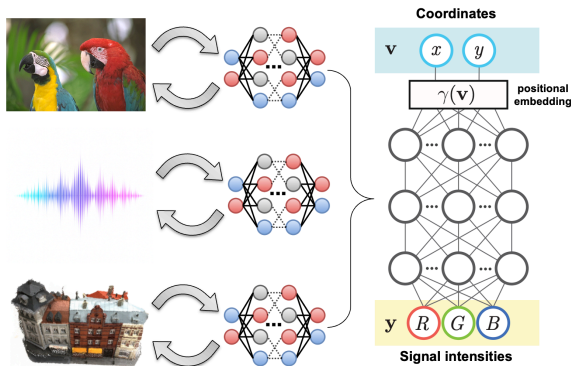 Coordinates
v x y
γ(v) positional
embedding
... ...
... ...
... ...
...
...
...
y R G B
Signal intensities